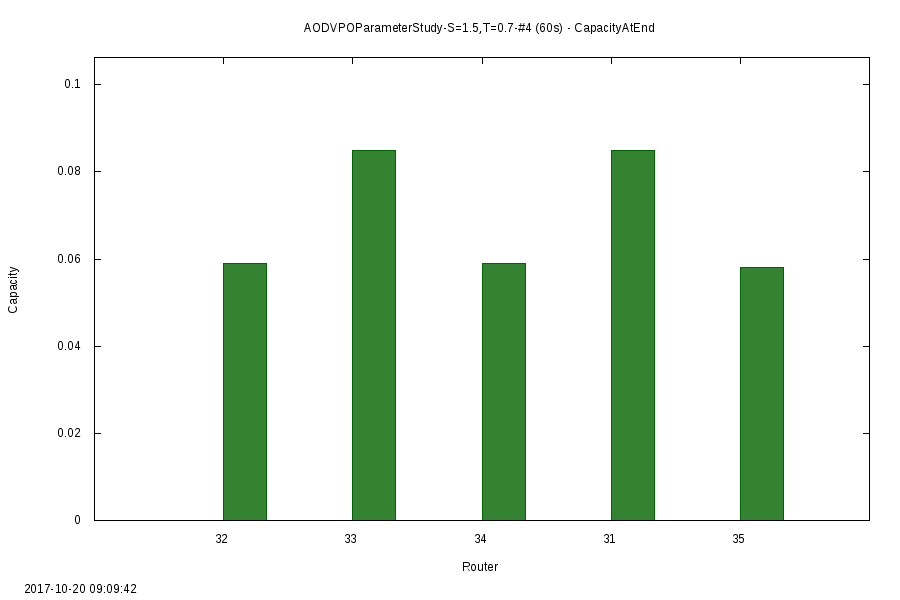 AODVPOParameterStudy-S=1.5,T=0.7-#4 (60s) - CapacityAtEnd
0.1
0.08
0.06
0.04
0.02
0
Capacity
32 33 34 31 35
Router
2017-10-20 09:09:42